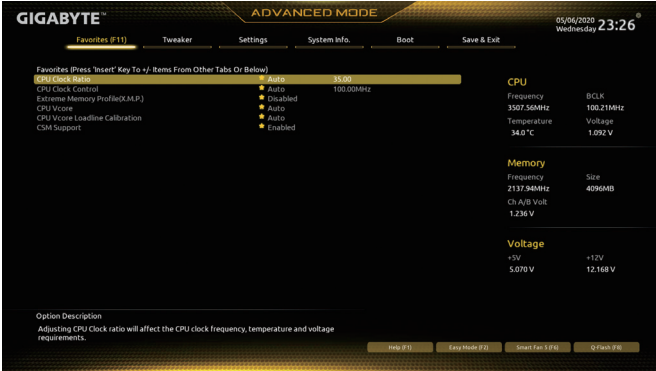 GIGABYTE™
ADVANCED MODE
05/06/2020
Wednesday 23:26
Favorites (F11) Tweaker Settings System Info. Boot Save & Exit
Favorites (Press 'Insert' Key To +/- Items From Other Tabs Or Below)
CPU Clock Ratio Auto 35.00
CPU Clock Control Auto 100.00MHz
Extreme Memory Profile(X.M.P.) Disabled
CPU Vcore Auto
CPU Vcore Loadline Calibration Auto
CSM Support Enabled
CPU
Frequency BCLK
3507.56MHz 100.21MHz
Temperature Voltage
34.0 °C 1.092 V
Memory
Frequency Size
2137.94MHz 4096MB
Ch A/B Volt
1.236 V
Voltage
+5V +12V
5.070 V 12.168 V
Option Description
Adjusting CPU Clock ratio will affect the CPU clock frequency, temperature and voltage
requirements.
Help (F1) Easy Mode (F2) Smart Fan 5 (F6) Q-Flash (F8)